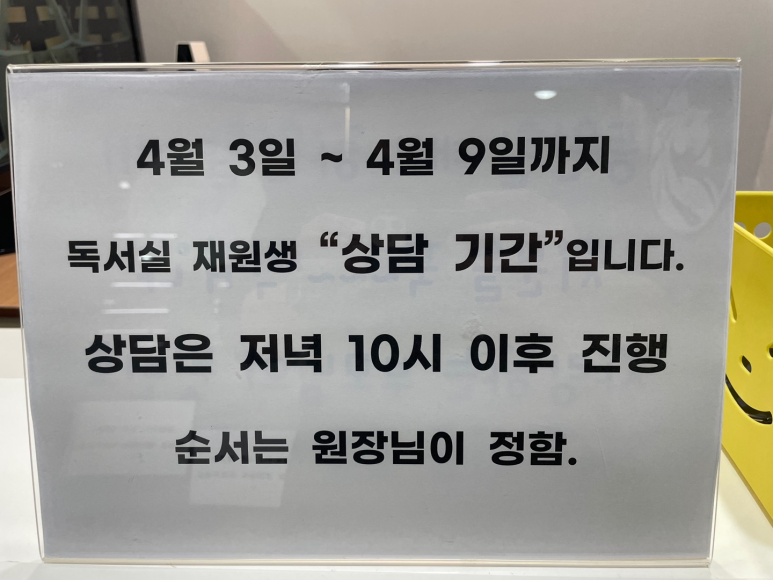 4월 3일 ~ 4월 9일까지
독서실 재원생 “상담 기간”입니다.
상담은 저녁 10시 이후 진행
순서는 원장님이 정함.